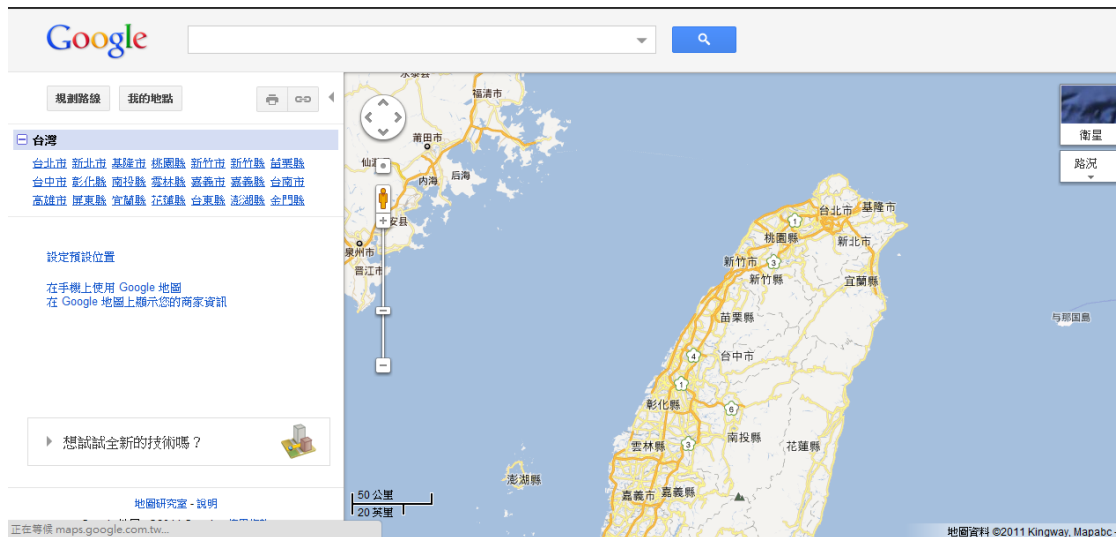 Google
規劃路線 我的地點
台灣
台北市 新北市 基隆市 桃園縣 新竹市 新竹縣 苗栗縣
台中市 彰化縣 南投縣 雲林縣 嘉義市 嘉義縣 台南市
高雄市 屏東縣 宜蘭縣 花蓮縣 台東縣 澎湖縣 金門縣
設定預設位置
在手機上使用 Google 地圖
在 Google 地圖上顯示您的商家資訊
想試試全新的技術嗎？
地圖研究室 - 說明
正在等候 maps.google.com.tw...
福清市
莆田市
内海
后海
泉州市
晋江市
衛星
路況
台北市
基隆市
桃園縣
新北市
新竹市
新竹縣
宜蘭縣
苗栗縣
与那国島
台中市
彰化縣
南投縣
雲林縣
花蓮縣
澎湖縣
嘉義市
嘉義縣
1
3
4
1
6
3
50 公里
20 英里
地圖資料 ©2011 Kingway, Mapabc -